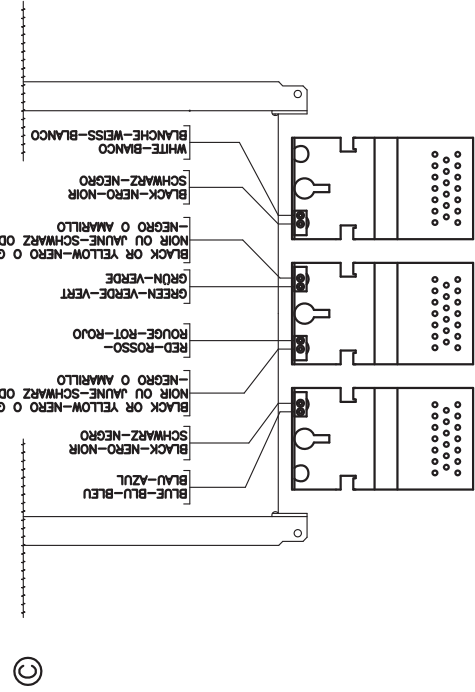 ©
BLUE-BLU-BLEU
BLAU-AZUL
BLACK-NERO-NOIR
SCHWARZ-NEGRO
BLACK OR YELLOW-NERO O G
NOIR OU JAUNE-SCHWARZ OD
-NEGRO O AMARILLO
RED-ROSSO-
ROUGE-ROT-ROJO
GREEN-VERDE-VERT
GRÜN-VERDE
BLACK OR YELLOW-NERO O G
NOIR OU JAUNE-SCHWARZ OD
-NEGRO O AMARILLO
BLACK-NERO-NOIR
SCHWARZ-NEGRO
WHITE-BIANCO
BLANCHE-WEISS-BLANCO